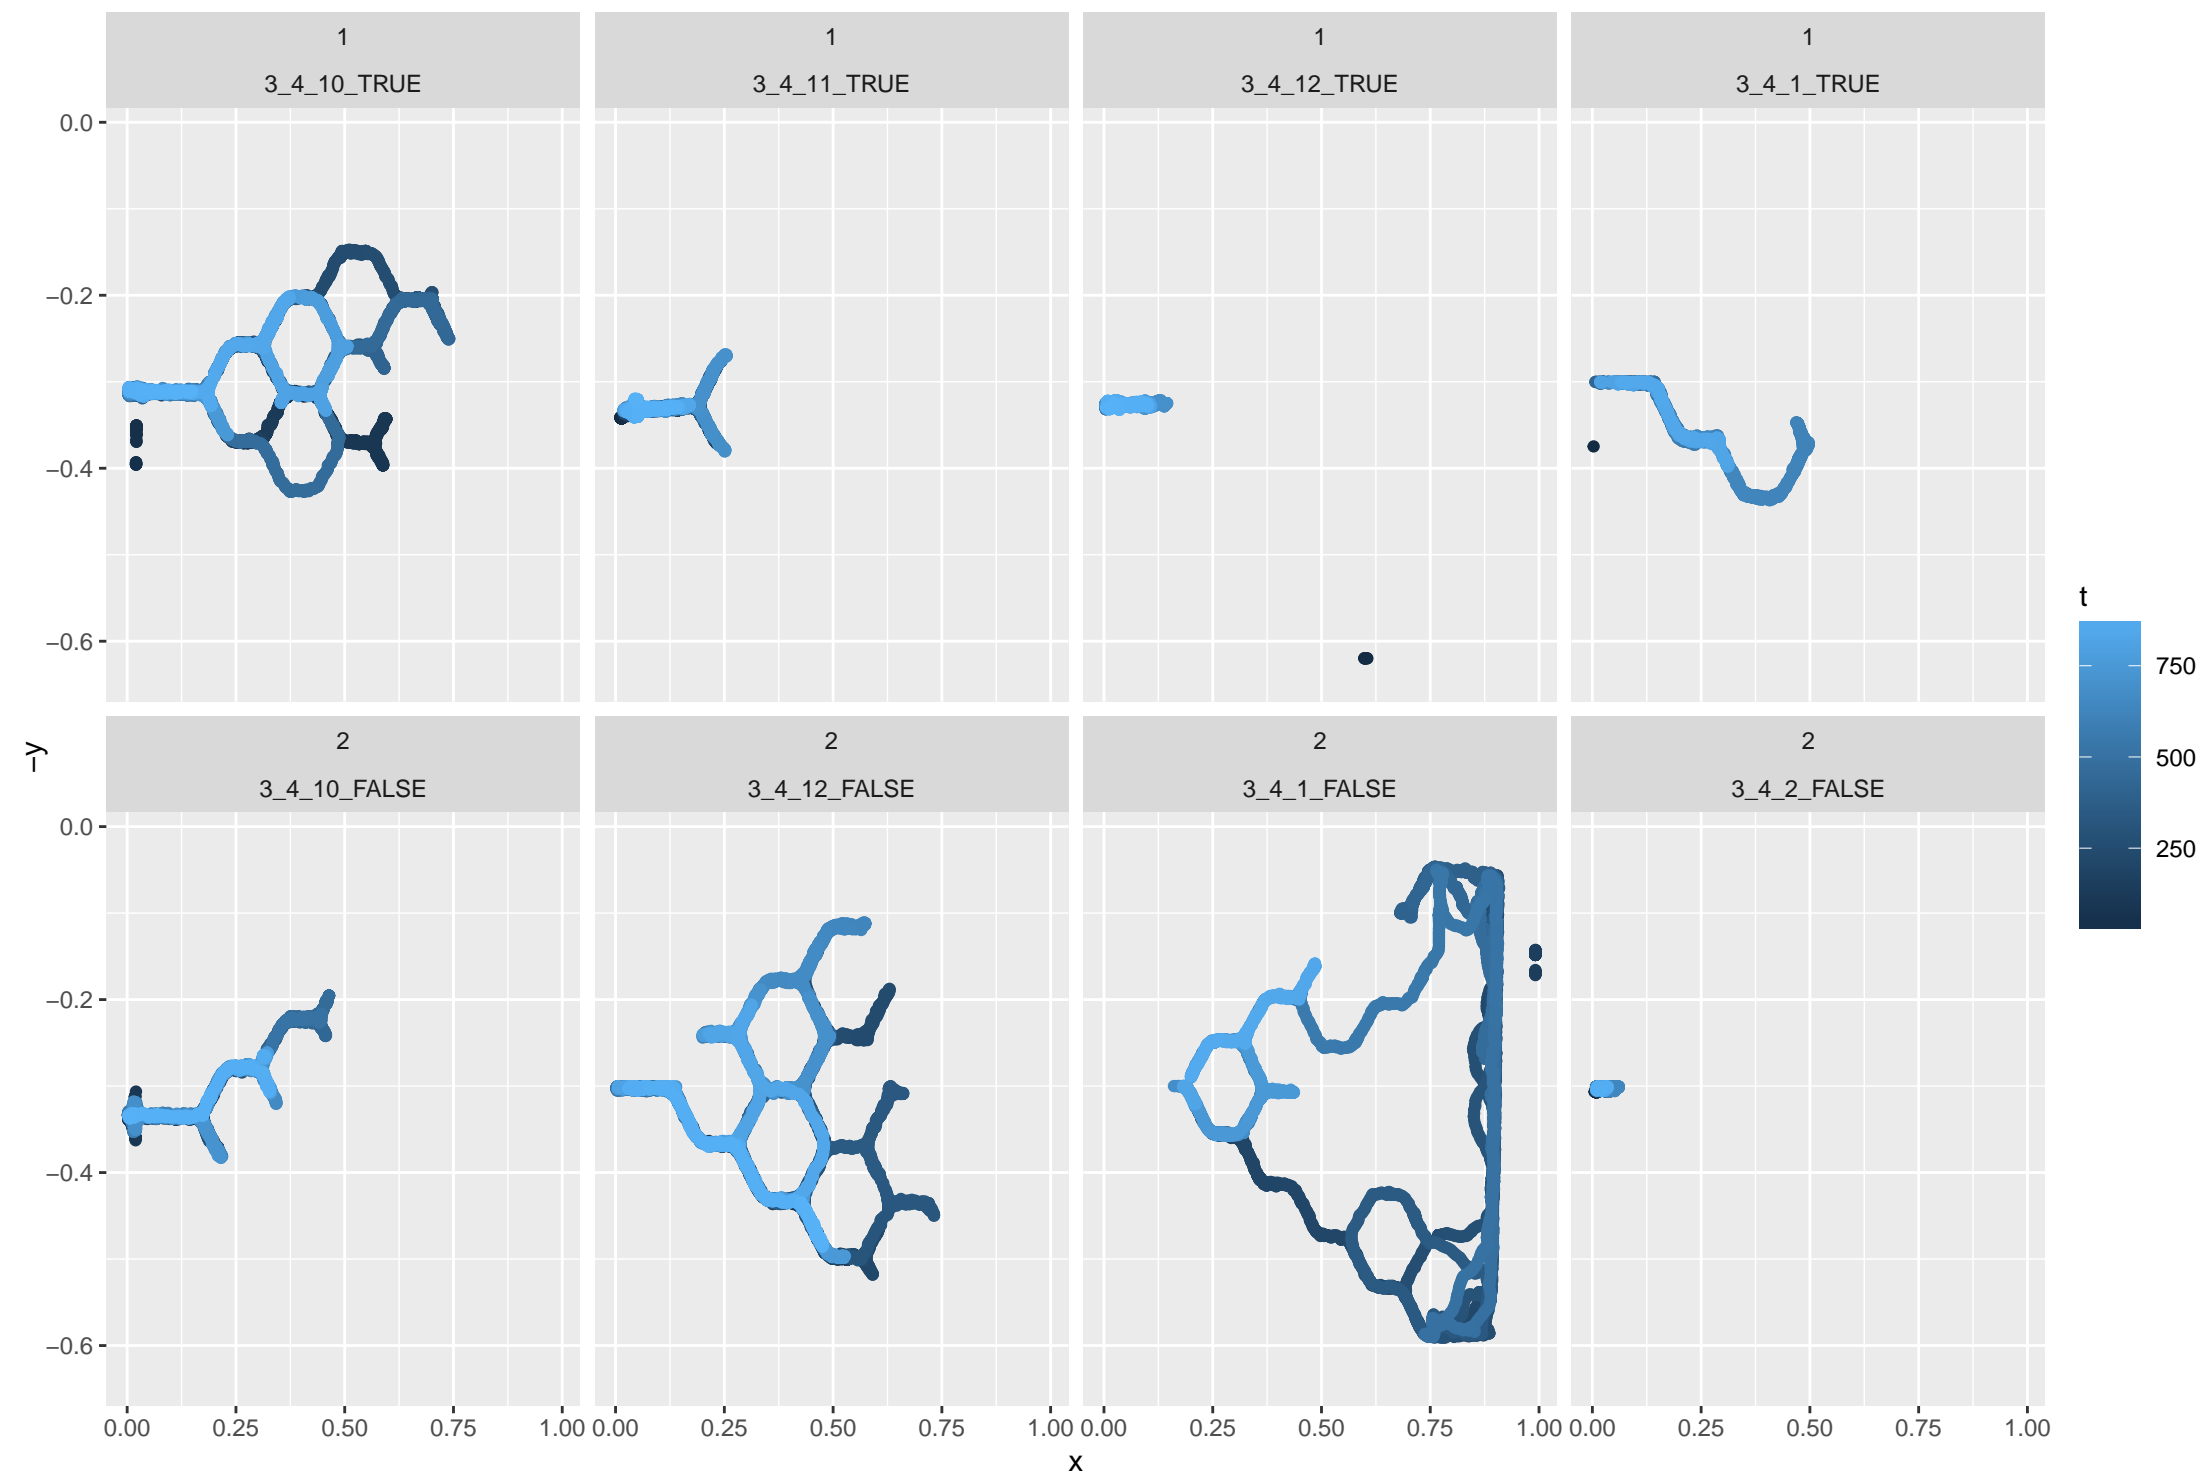 1 1 1 1
3_4_10_TRUE 3_4_11_TRUE 3_4_12_TRUE 3_4_1_TRUE
0.0
−0.2
−0.4
−0.6
2 2 2 2
3_4_10_FALSE 3_4_12_FALSE 3_4_1_FALSE 3_4_2_FALSE
0.0
−0.2
−0.4
−0.6
0.00 0.25 0.50 0.75 1.00 0.00 0.25 0.50 0.75 1.00 0.00 0.25 0.50 0.75 1.00 0.00 0.25 0.50 0.75 1.00
x
−y
t
750
500
250